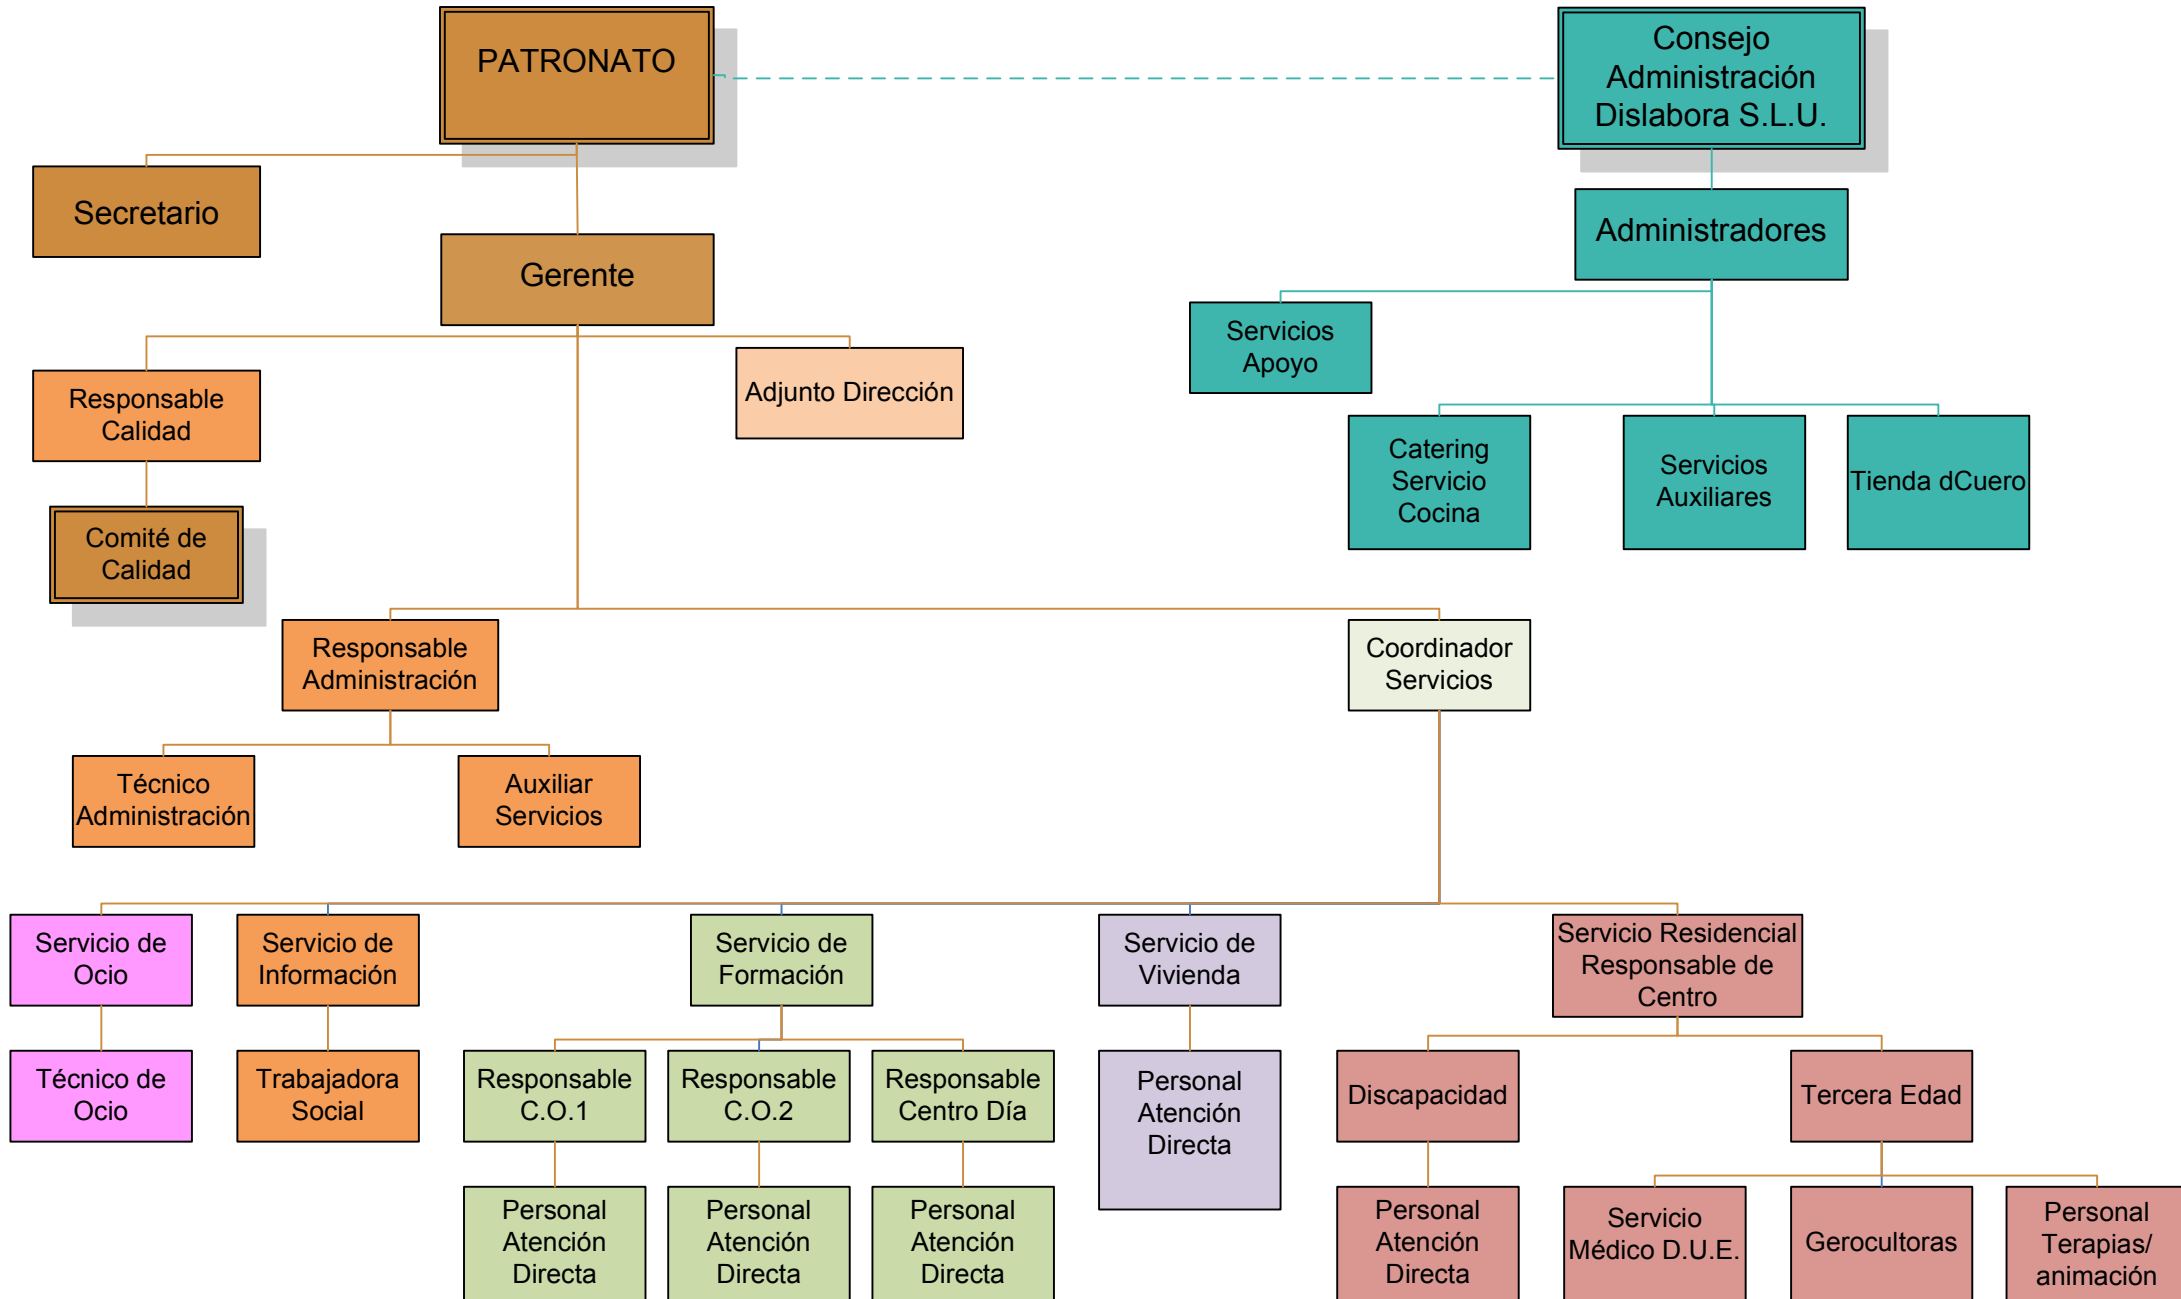 PATRONATO
Consejo
Administración
Dislabora S.L.U.
Secretario
Administradores
Gerente
Servicios
Apoyo
Adjunto Dirección
Responsable
Calidad
Catering
Servicio
Cocina
Servicios
Auxiliares
Tienda dCuero
Comité de
Calidad
Responsable
Administración
Coordinador
Servicios
Técnico
Administración
Auxiliar
Servicios
Servicio de
Ocio
Servicio de
Información
Servicio de
Formación
Servicio de
Vivienda
Servicio Residencial
Responsable de
Centro
Técnico de
Ocio
Trabajadora
Social
Responsable
C.O.1
Responsable
C.O.2
Responsable
Centro Día
Personal
Atención
Directa
Discapacidad
Tercera Edad
Personal
Atención
Directa
Personal
Atención
Directa
Personal
Atención
Directa
Personal
Atención
Directa
Servicio
Médico D.U.E.
Gerocultoras
Personal
Terapias/
animación